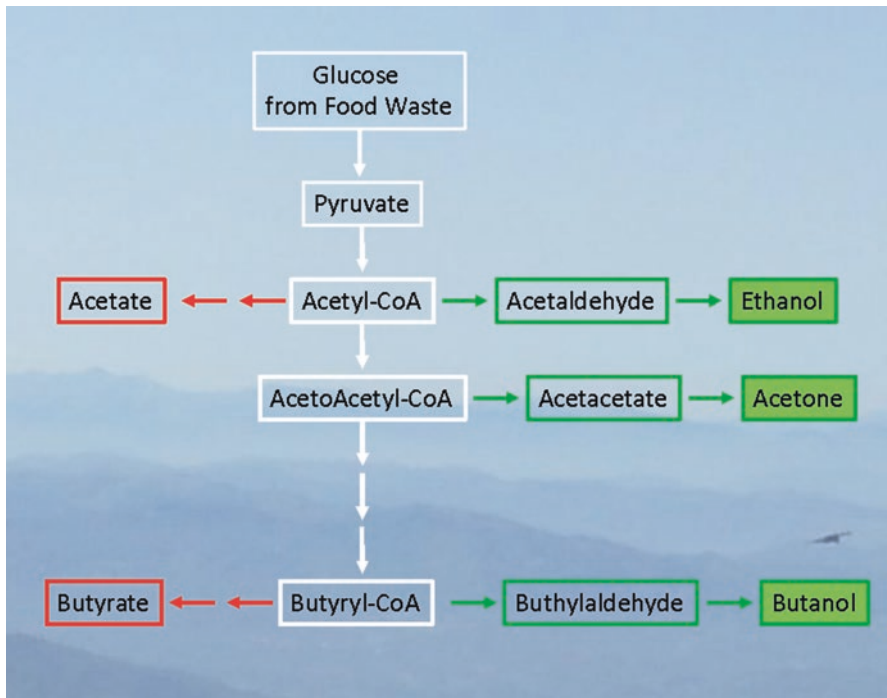 Glucose
from Food Waste
Pyruvate
Acetate
Acetyl-CoA
Acetaldehyde
Ethanol
AcetoAcetyl-CoA
Acetacetate
Acetone
Butyrate
Butyryl-CoA
Buthylaldehyde
Butanol